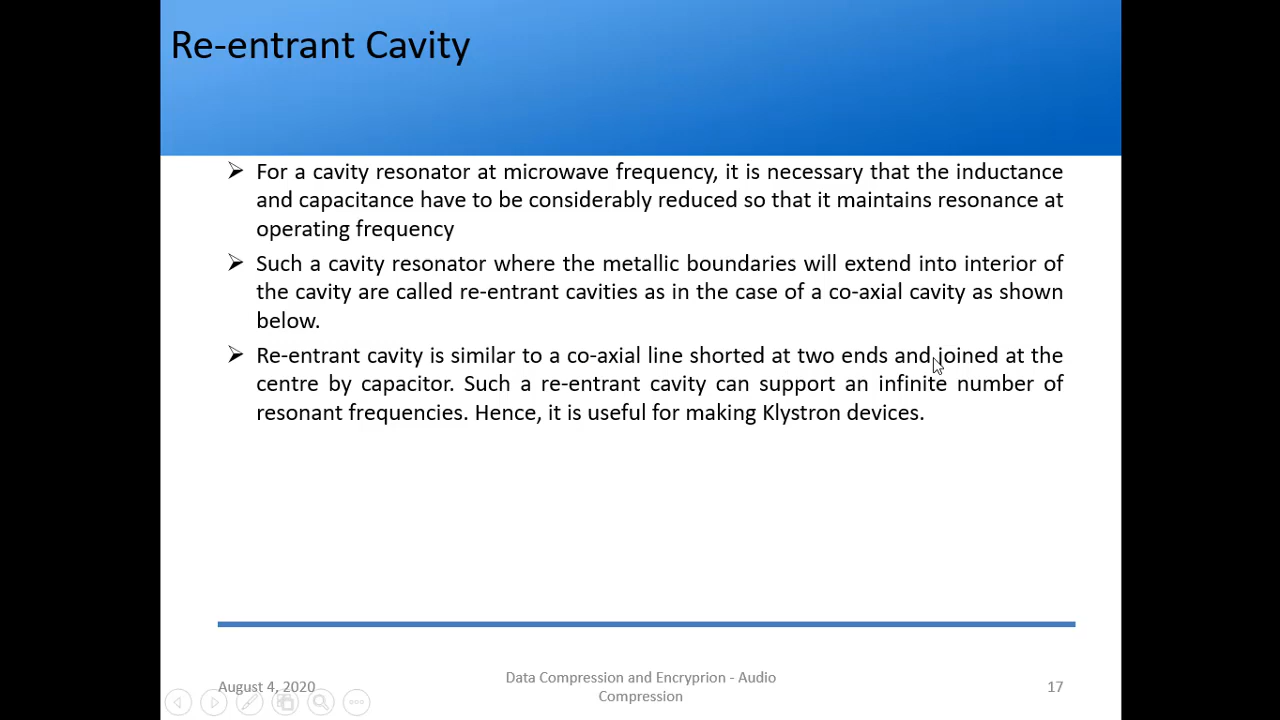 Re-entrant Cavity
For a cavity resonator at microwave frequency, it is necessary that the inductance
and capacitance have to be considerably reduced so that it maintains resonance at
operating frequency
Such a cavity resonator where the metallic boundaries will extend into interior of
the cavity are called re-entrant cavities as in the case of a co-axial cavity as shown
below.
Re-entrant cavity is similar to a co-axial line shorted at two ends and joined at the
centre by capacitor. Such a re-entrant cavity can support an infinite number of
resonant frequencies. Hence, it is useful for making Klystron devices.
August 4, 2020
Data Compression and Encryprion - Audio
Compression
17